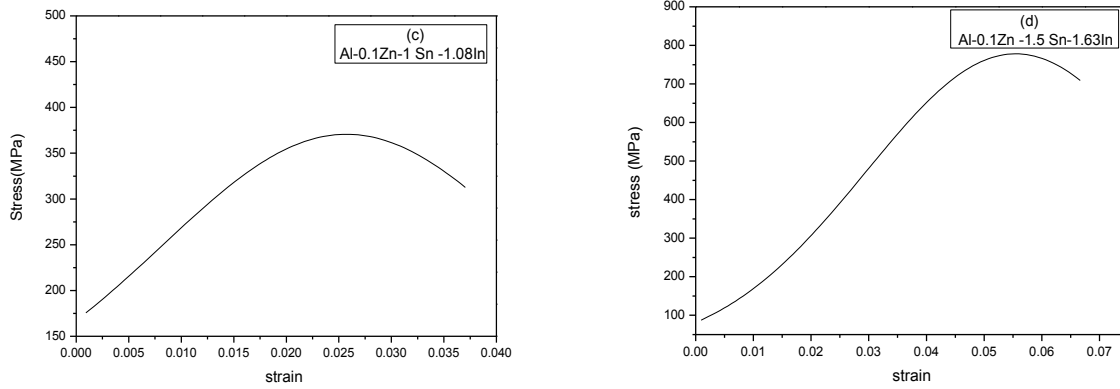 (c)
Al-0.1Zn-1 Sn -1.08In
500
450
400
350
300
250
200
150
Stress(MPa)
0.000 0.005 0.010 0.015 0.020 0.025 0.030 0.035 0.040
strain
(d)
Al-0.1Zn -1.5 Sn-1.63In
900
800
700
600
500
400
300
200
100
stress (MPa)
0.00 0.01 0.02 0.03 0.04 0.05 0.06 0.07
strain